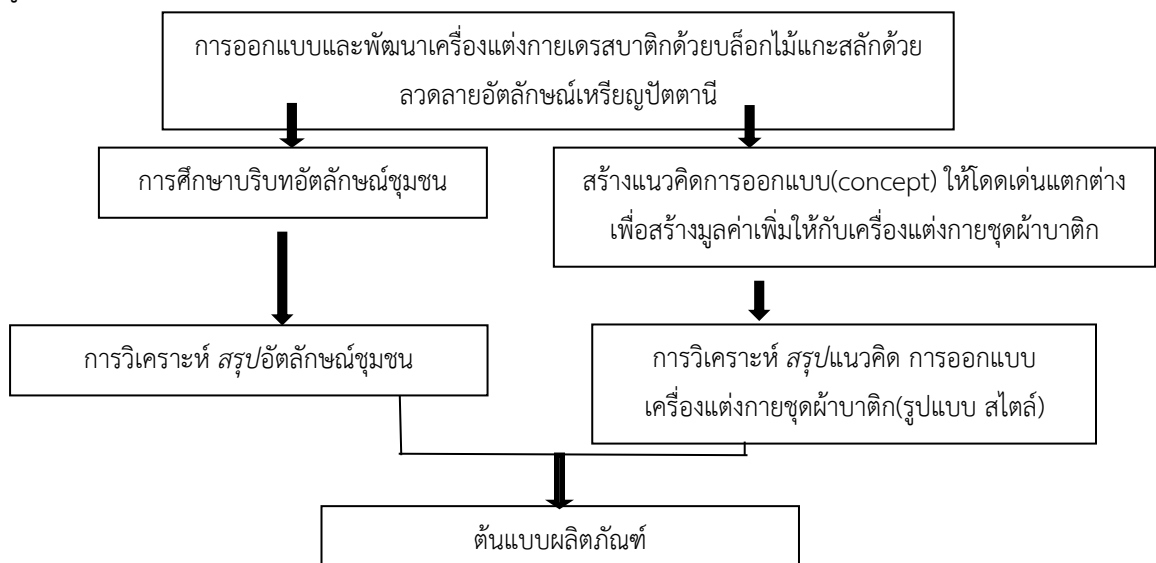 การออกแบบและพัฒนาเครื่องแต่งกายเดรสบาติกด้วยบล็อกไม้แกะสลักด้วย
ลวดลายอัตลักษณ์เหรียญปัตตานี
การศึกษาบริบทอัตลักษณ์ชุมชน
สร้างแนวคิดการออกแบบ(concept) ให้โดดเด่นแตกต่าง
เพื่อสร้างมูลค่าเพิ่มให้กับเครื่องแต่งกายชุดผ้าบาติก
การวิเคราะห์ สรุปอัตลักษณ์ชุมชน
การวิเคราะห์ สรุปแนวคิด การออกแบบ
เครื่องแต่งกายชุดผ้าบาติก(รูปแบบ สไตล์)
ต้นแบบผลิตภัณฑ์